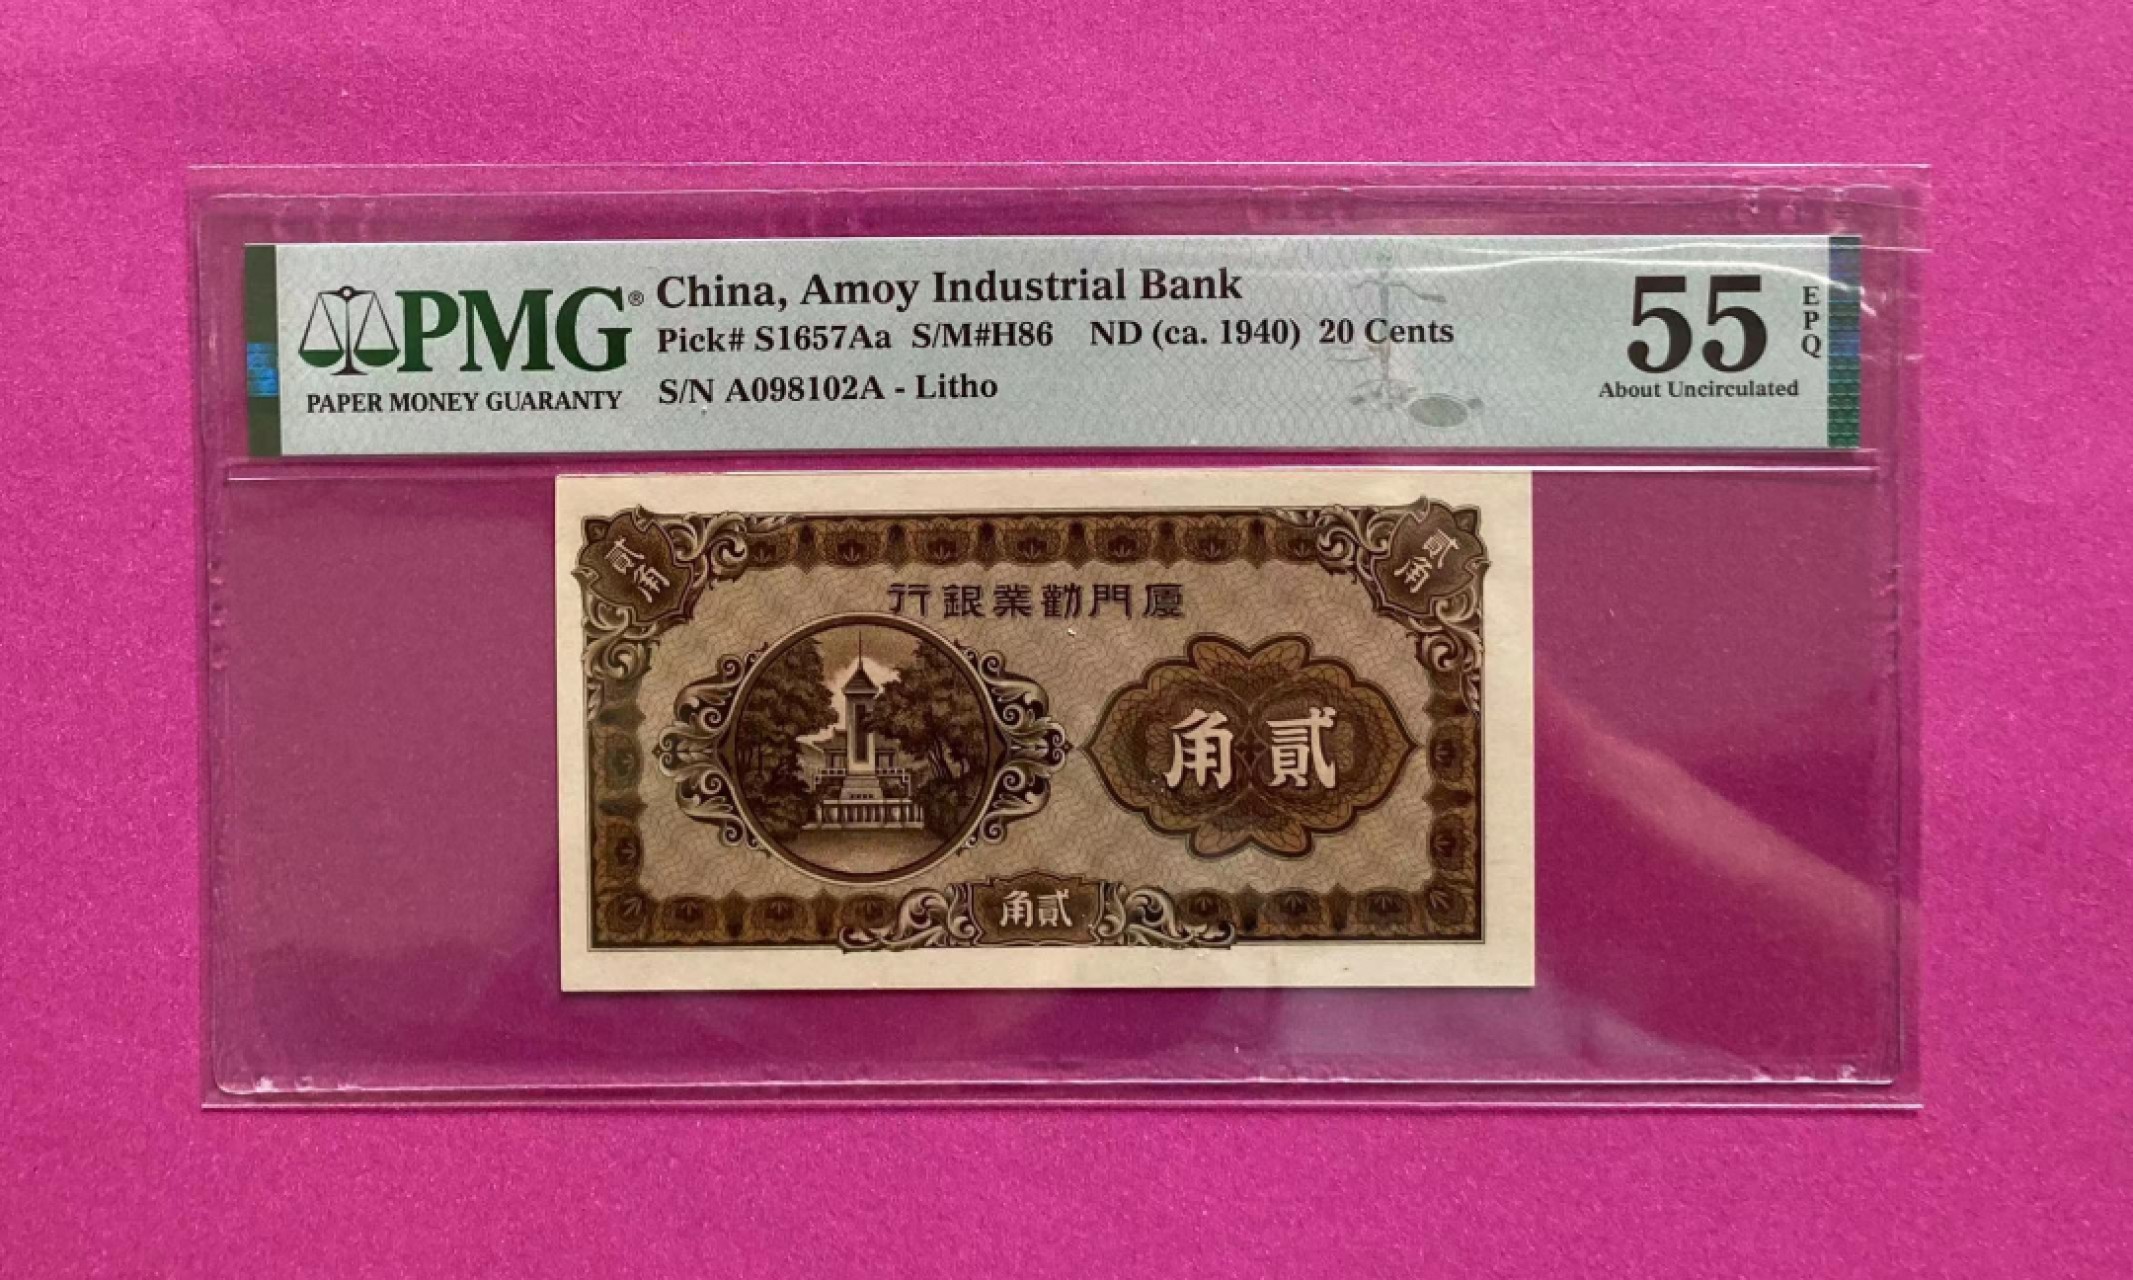 PMG®
PAPER MONEY GUARANTY
China, Amoy Industrial Bank
Pick# S1657Aa S/M#H86 ND (ca. 1940) 20 Cents
S/N A098102A - Litho
55
EPQ
About Uncirculated
貳角
貳角
行銀業勸門廈
角貳
角貳